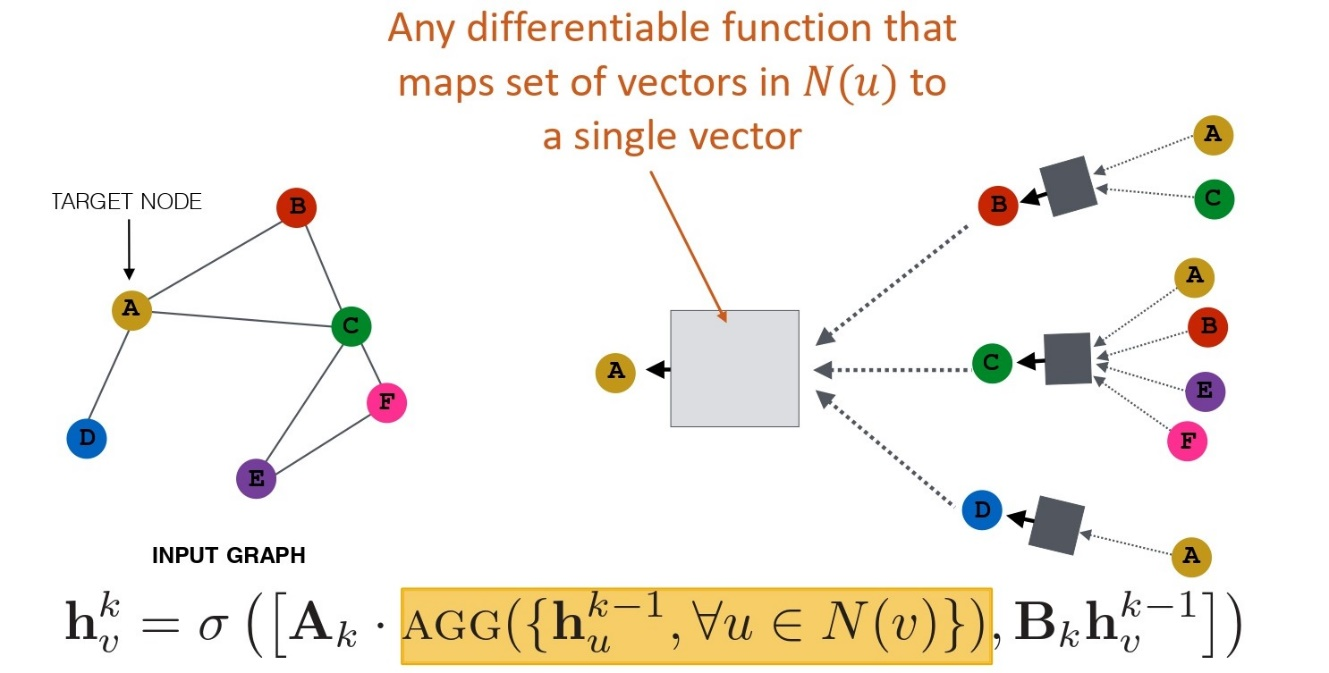 Any differentiable function that
maps set of vectors in N(u) to
a single vector
TARGET NODE
A
B
C
D
E
F
INPUT GRAPH
A
B
C
D
A
C
A
B
E
F
A
h_v^k = σ([A_k · AGG({h_u^{k−1}, ∀u ∈ N(v)}), B_k h_v^{k−1}])